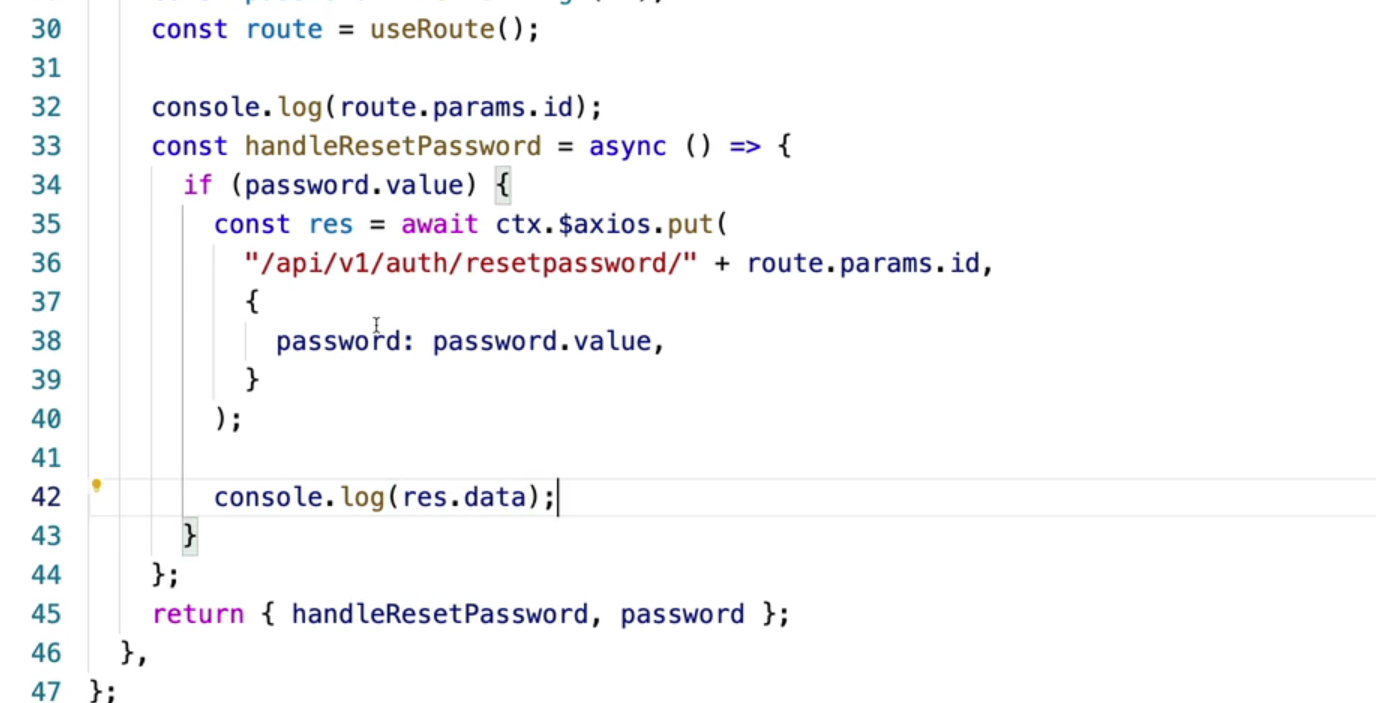 30 const route = useRoute();
31
32 console.log(route.params.id);
33 const handleResetPassword = async () => {
34 if (password.value) {
35 const res = await ctx.$axios.put(
36 "/api/v1/auth/resetpassword/" + route.params.id,
37 {
38 password: password.value,
39 }
40 );
41
42 console.log(res.data);
43 }
44 };
45 return { handleResetPassword, password };
46 },
47 };